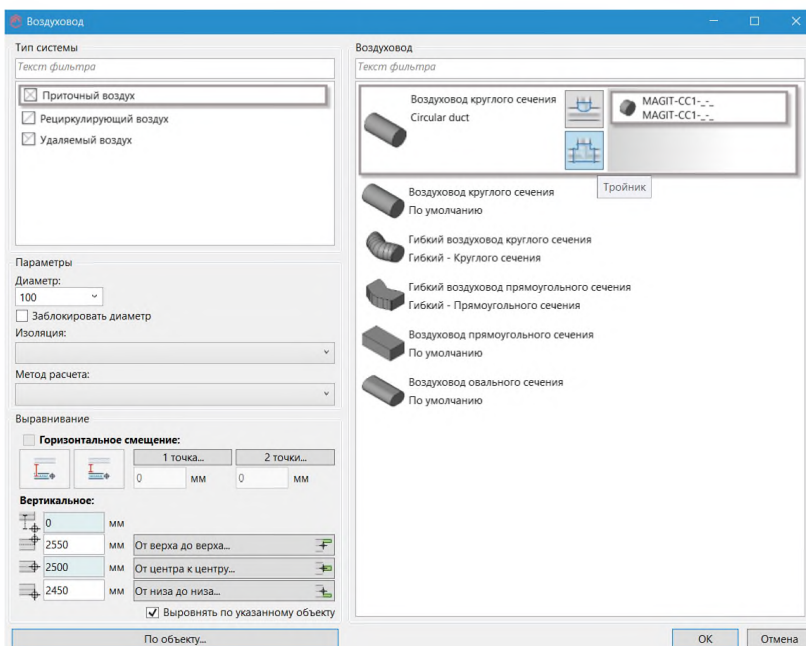 Воздуховод
Тип системы
Текст фильтра
Приточный воздух
Рециркулирующий воздух
Удаляемый воздух
Параметры
Диаметр:
100
Заблокировать диаметр
Изоляция:
Метод расчета:
Выравнивание
Горизонтальное смещение:
1 точка... 2 точки...
0 мм 0 мм
Вертикальное:
0 мм
2550 мм От верха до верха...
2500 мм От центра к центру...
2450 мм От низа до низа...
Выровнять по указанному объекту
По объекту...
Воздуховод
Текст фильтра
Воздуховод круглого сечения
Circular duct
MAGIT-CC1-_-_
MAGIT-CC1-_-_
Тройник
Воздуховод круглого сечения
По умолчанию
Гибкий воздуховод круглого сечения
Гибкий - Круглого сечения
Гибкий воздуховод прямоугольного сечения
Гибкий - Прямоугольного сечения
Воздуховод прямоугольного сечения
По умолчанию
Воздуховод овального сечения
По умолчанию
ОК Отмена